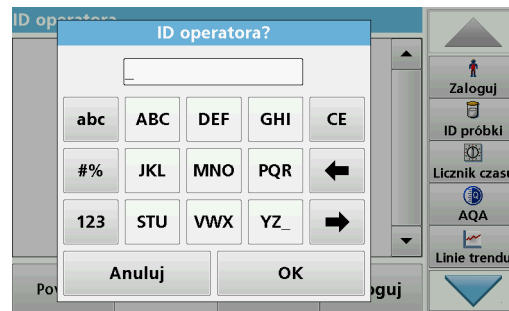 ID operatora
ID operatora?
_
abc ABC DEF GHI CE
#% JKL MNO PQR
123 STU VWX YZ_
Anuluj OK
Zaloguj
ID próbki
Licznik czasu
AQA
Linie trendu